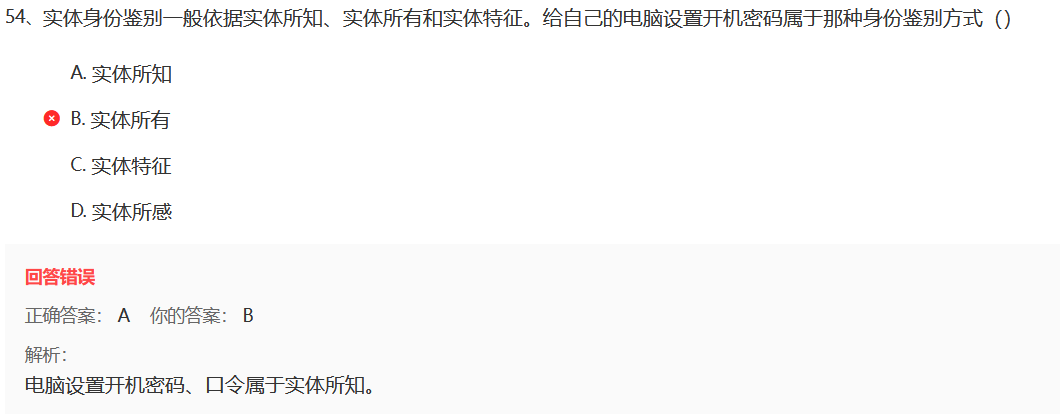 54、实体身份鉴别一般依据实体所知、实体所有和实体特征。给自己的电脑设置开机密码属于那种身份鉴别方式（）
A. 实体所知
B. 实体所有
C. 实体特征
D. 实体所感
回答错误
正确答案： A 你的答案： B
解析：
电脑设置开机密码、口令属于实体所知。